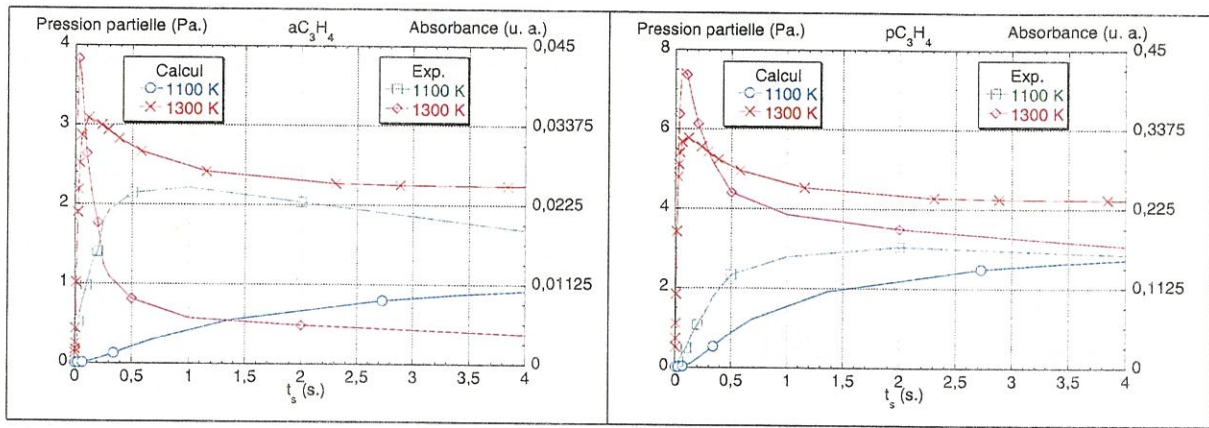 Pression partielle (Pa.) aC3H4 Absorbance (u. a.)
4 0,045
Calcul Exp.
1100 K 1100 K
1300 K 1300 K
3 0,03375
2 0,0225
1 0,01125
0 0
0 0,5 1 1,5 2 2,5 3 3,5 4
ts (s.)
Pression partielle (Pa.) pC3H4 Absorbance (u. a.)
8 0,45
Calcul Exp.
1100 K 1100 K
1300 K 1300 K
6 0,3375
4 0,225
2 0,1125
0 0
0 0,5 1 1,5 2 2,5 3 3,5 4
ts (s.)